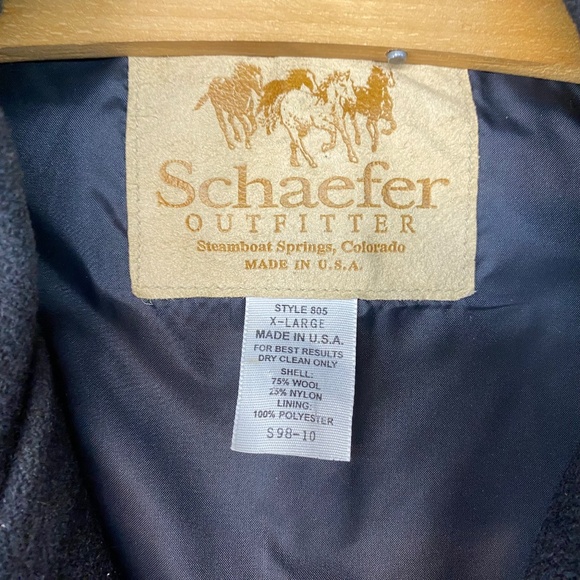 Schaefer
OUTFITTER
Steamboat Springs, Colorado
MADE IN U.S.A.
STYLE 805
X-LARGE
MADE IN U.S.A.
FOR BEST RESULTS
DRY CLEAN ONLY
SHELL:
75% WOOL
25% NYLON
LINING:
100% POLYESTER
S98-10